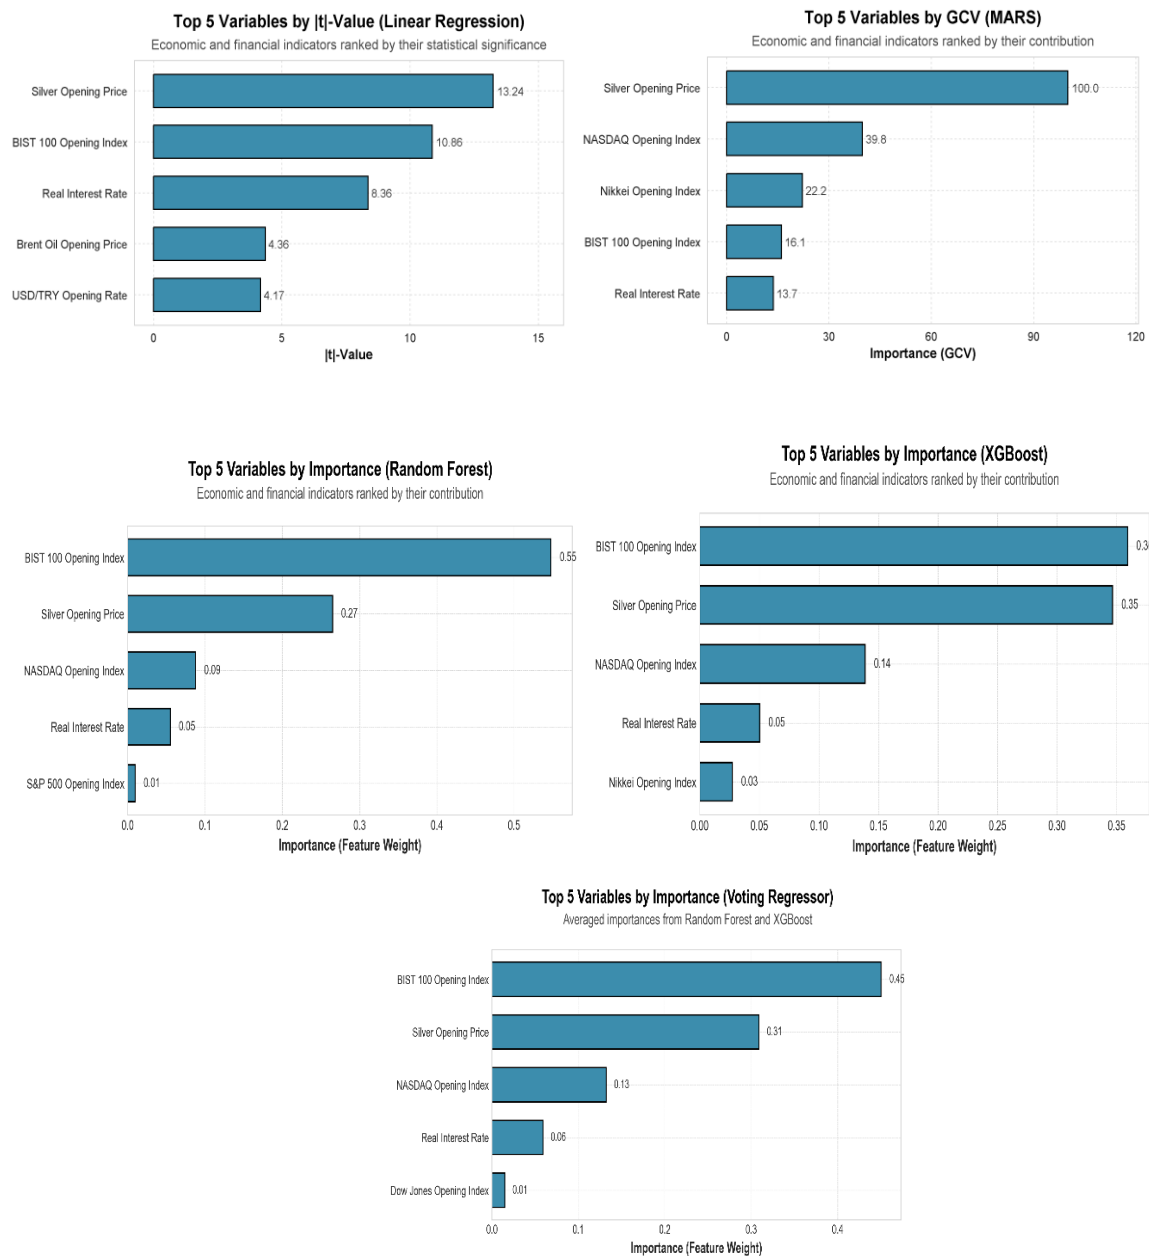 Top 5 Variables by |t|-Value (Linear Regression)
Economic and financial indicators ranked by their statistical significance
Silver Opening Price
13.24
BIST 100 Opening Index
10.86
Real Interest Rate
8.36
Brent Oil Opening Price
4.36
USD/TRY Opening Rate
4.17
0 5 10 15
|t|-Value
Top 5 Variables by GCV (MARS)
Economic and financial indicators ranked by their contribution
Silver Opening Price
100.0
NASDAQ Opening Index
39.8
Nikkei Opening Index
22.2
BIST 100 Opening Index
16.1
Real Interest Rate
13.7
0 30 60 90 120
Importance (GCV)
Top 5 Variables by Importance (Random Forest)
Economic and financial indicators ranked by their contribution
BIST 100 Opening Index
0.55
Silver Opening Price
0.27
NASDAQ Opening Index
0.09
Real Interest Rate
0.05
S&P 500 Opening Index
0.01
0.0 0.1 0.2 0.3 0.4 0.5
Importance (Feature Weight)
Top 5 Variables by Importance (XGBoost)
Economic and financial indicators ranked by their contribution
BIST 100 Opening Index
Silver Opening Price
0.35
NASDAQ Opening Index
0.14
Real Interest Rate
0.05
Nikkei Opening Index
0.03
0.00 0.05 0.10 0.15 0.20 0.25 0.30 0.35
Importance (Feature Weight)
Top 5 Variables by Importance (Voting Regressor)
Averaged importances from Random Forest and XGBoost
BIST 100 Opening Index
0.45
Silver Opening Price
0.31
NASDAQ Opening Index
0.13
Real Interest Rate
0.06
Dow Jones Opening Index
0.01
0.0 0.1 0.2 0.3 0.4
Importance (Feature Weight)